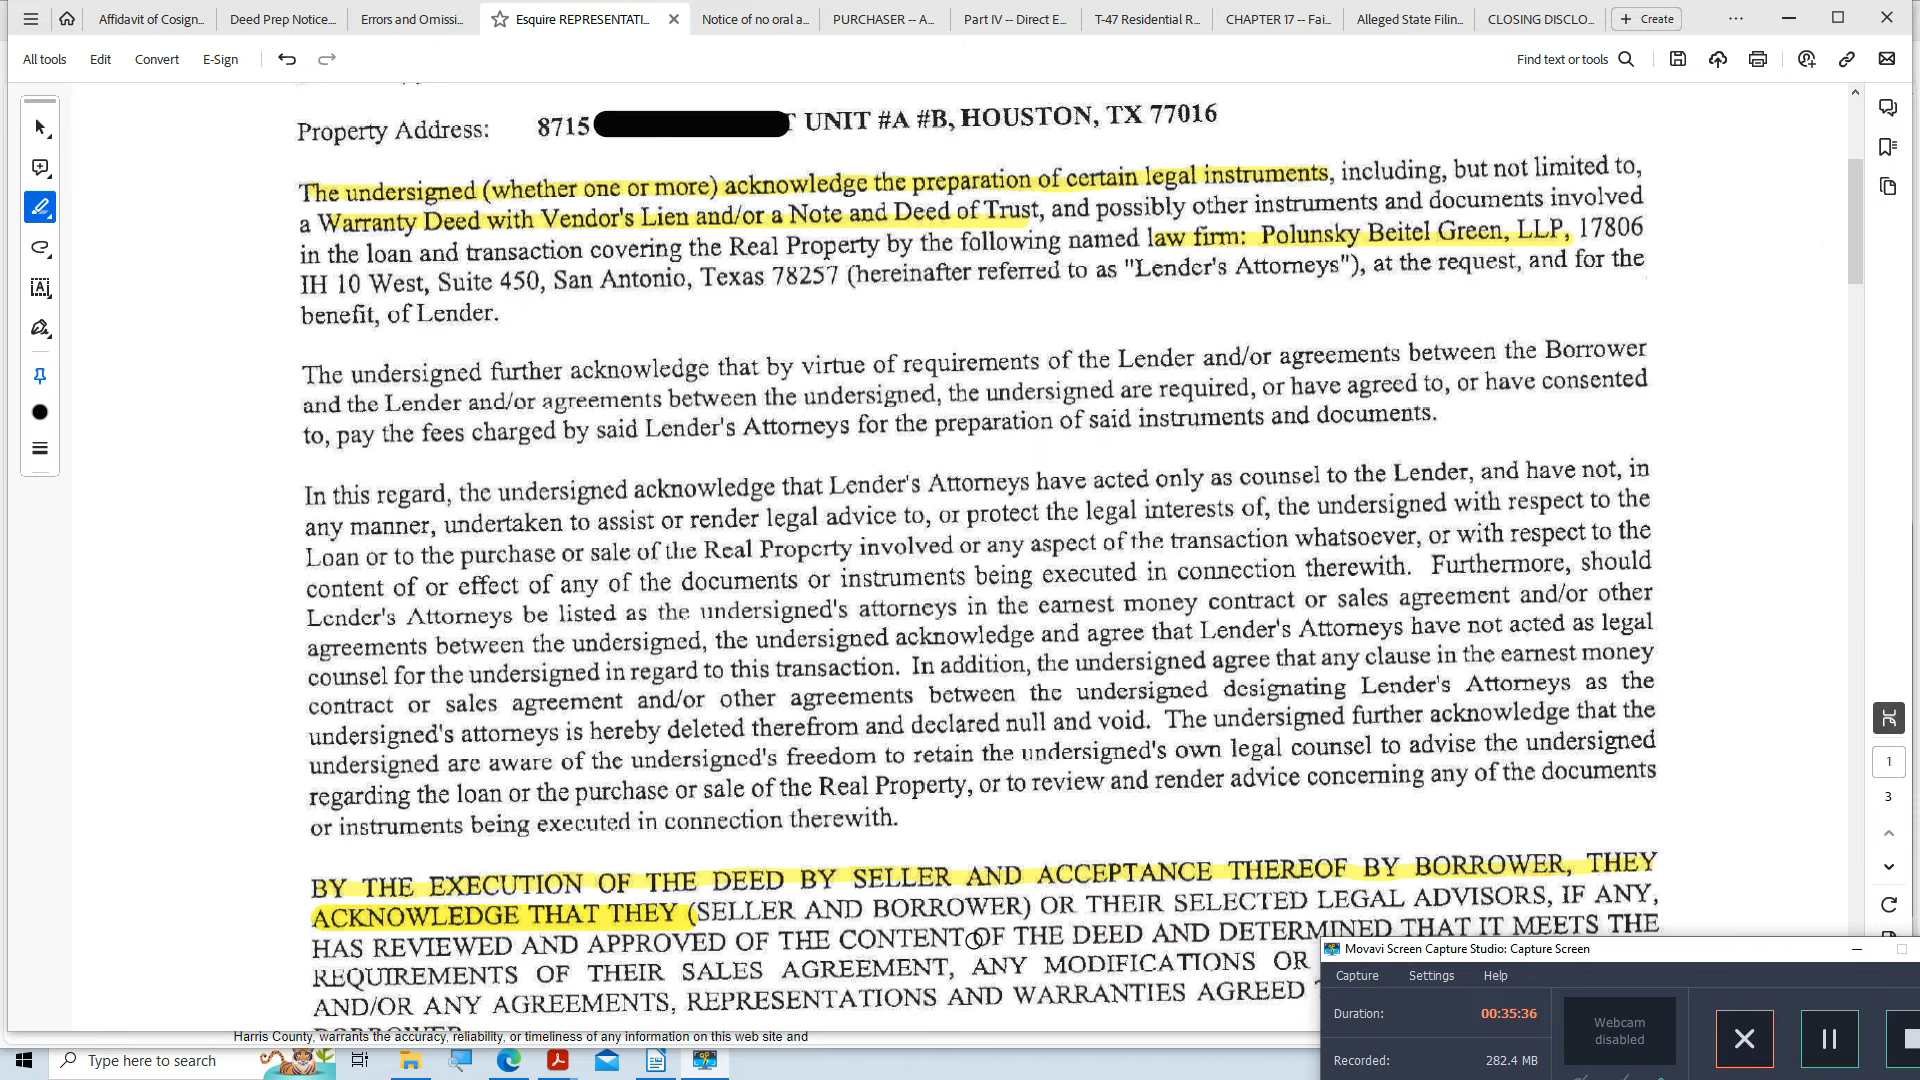 Affidavit of Cosign...
Deed Prep Notice....
Errors and Omissi...
Esquire REPRESENTATI...
Notice of no oral a...
PURCHASER -- A...
Part IV -- Direct E...
T-47 Residential R...
CHAPTER 17 -- Fai...
Alleged State Filin...
CLOSING DISCLO...
Create
All tools
Edit
Convert
E-Sign
Find text or tools
Property Address: 8715 UNIT #A #B, HOUSTON, TX 77016
The undersigned (whether one or more) acknowledge the preparation of certain legal instruments, including, but not limited to,
a Warranty Deed with Vendor's Lien and/or a Note and Deed of Trust, and possibly other instruments and documents involved
in the loan and transaction covering the Real Property by the following named law firm: Polunsky Beitel Green, LLP, 17806
IH 10 West, Suite 450, San Antonio, Texas 78257 (hereinafter referred to as "Lender's Attorneys"), at the request, and for the
benefit, of Lender.
The undersigned further acknowledge that by virtue of requirements of the Lender and/or agreements between the Borrower
and the Lender and/or agreements between the undersigned, the undersigned are required, or have agreed to, or have consented
to, pay the fees charged by said Lender's Attorneys for the preparation of said instruments and documents.
In this regard, the undersigned acknowledge that Lender's Attorneys have acted only as counsel to the Lender, and have not, in
any manner, undertaken to assist or render legal advice to, or protect the legal interests of, the undersigned with respect to the
Loan or to the purchase or sale of the Real Property involved or any aspect of the transaction whatsoever, or with respect to the
content of or effect of any of the documents or instruments being executed in connection therewith. Furthermore, should
Lender's Attorneys be listed as the undersigned's attorneys in the earnest money contract or sales agreement and/or other
agreements between the undersigned, the undersigned acknowledge and agree that Lender's Attorneys have not acted as legal
counsel for the undersigned in regard to this transaction. In addition, the undersigned agree that any clause in the earnest money
contract or sales agreement and/or other agreements between the undersigned designating Lender's Attorneys as the
undersigned's attorneys is hereby deleted therefrom and declared null and void. The undersigned further acknowledge that the
undersigned are aware of the undersigned's freedom to retain the undersigned's own legal counsel to advise the undersigned
regarding the loan or the purchase or sale of the Real Property, or to review and render advice concerning any of the documents
or instruments being executed in connection therewith.
BY THE EXECUTION OF THE DEED BY SELLER AND ACCEPTANCE THEREOF BY BORROWER, THEY
ACKNOWLEDGE THAT THEY (SELLER AND BORROWER) OR THEIR SELECTED LEGAL ADVISORS, IF ANY,
HAS REVIEWED AND APPROVED OF THE CONTENT OF THE DEED AND DETERMINED THAT IT MEETS THE
REQUIREMENTS OF THEIR SALES AGREEMENT, ANY MODIFICATIONS OR
AND/OR ANY AGREEMENTS, REPRESENTATIONS AND WARRANTIES AGREED
BORROWER
1
3
Harris County, warrants the accuracy, reliability, or timeliness of any information on this web site and
Movavi Screen Capture Studio: Capture Screen
Capture
Settings
Help
Duration: 00:35:36
Recorded: 282.4 MB
Webcam
disabled
Type here to search